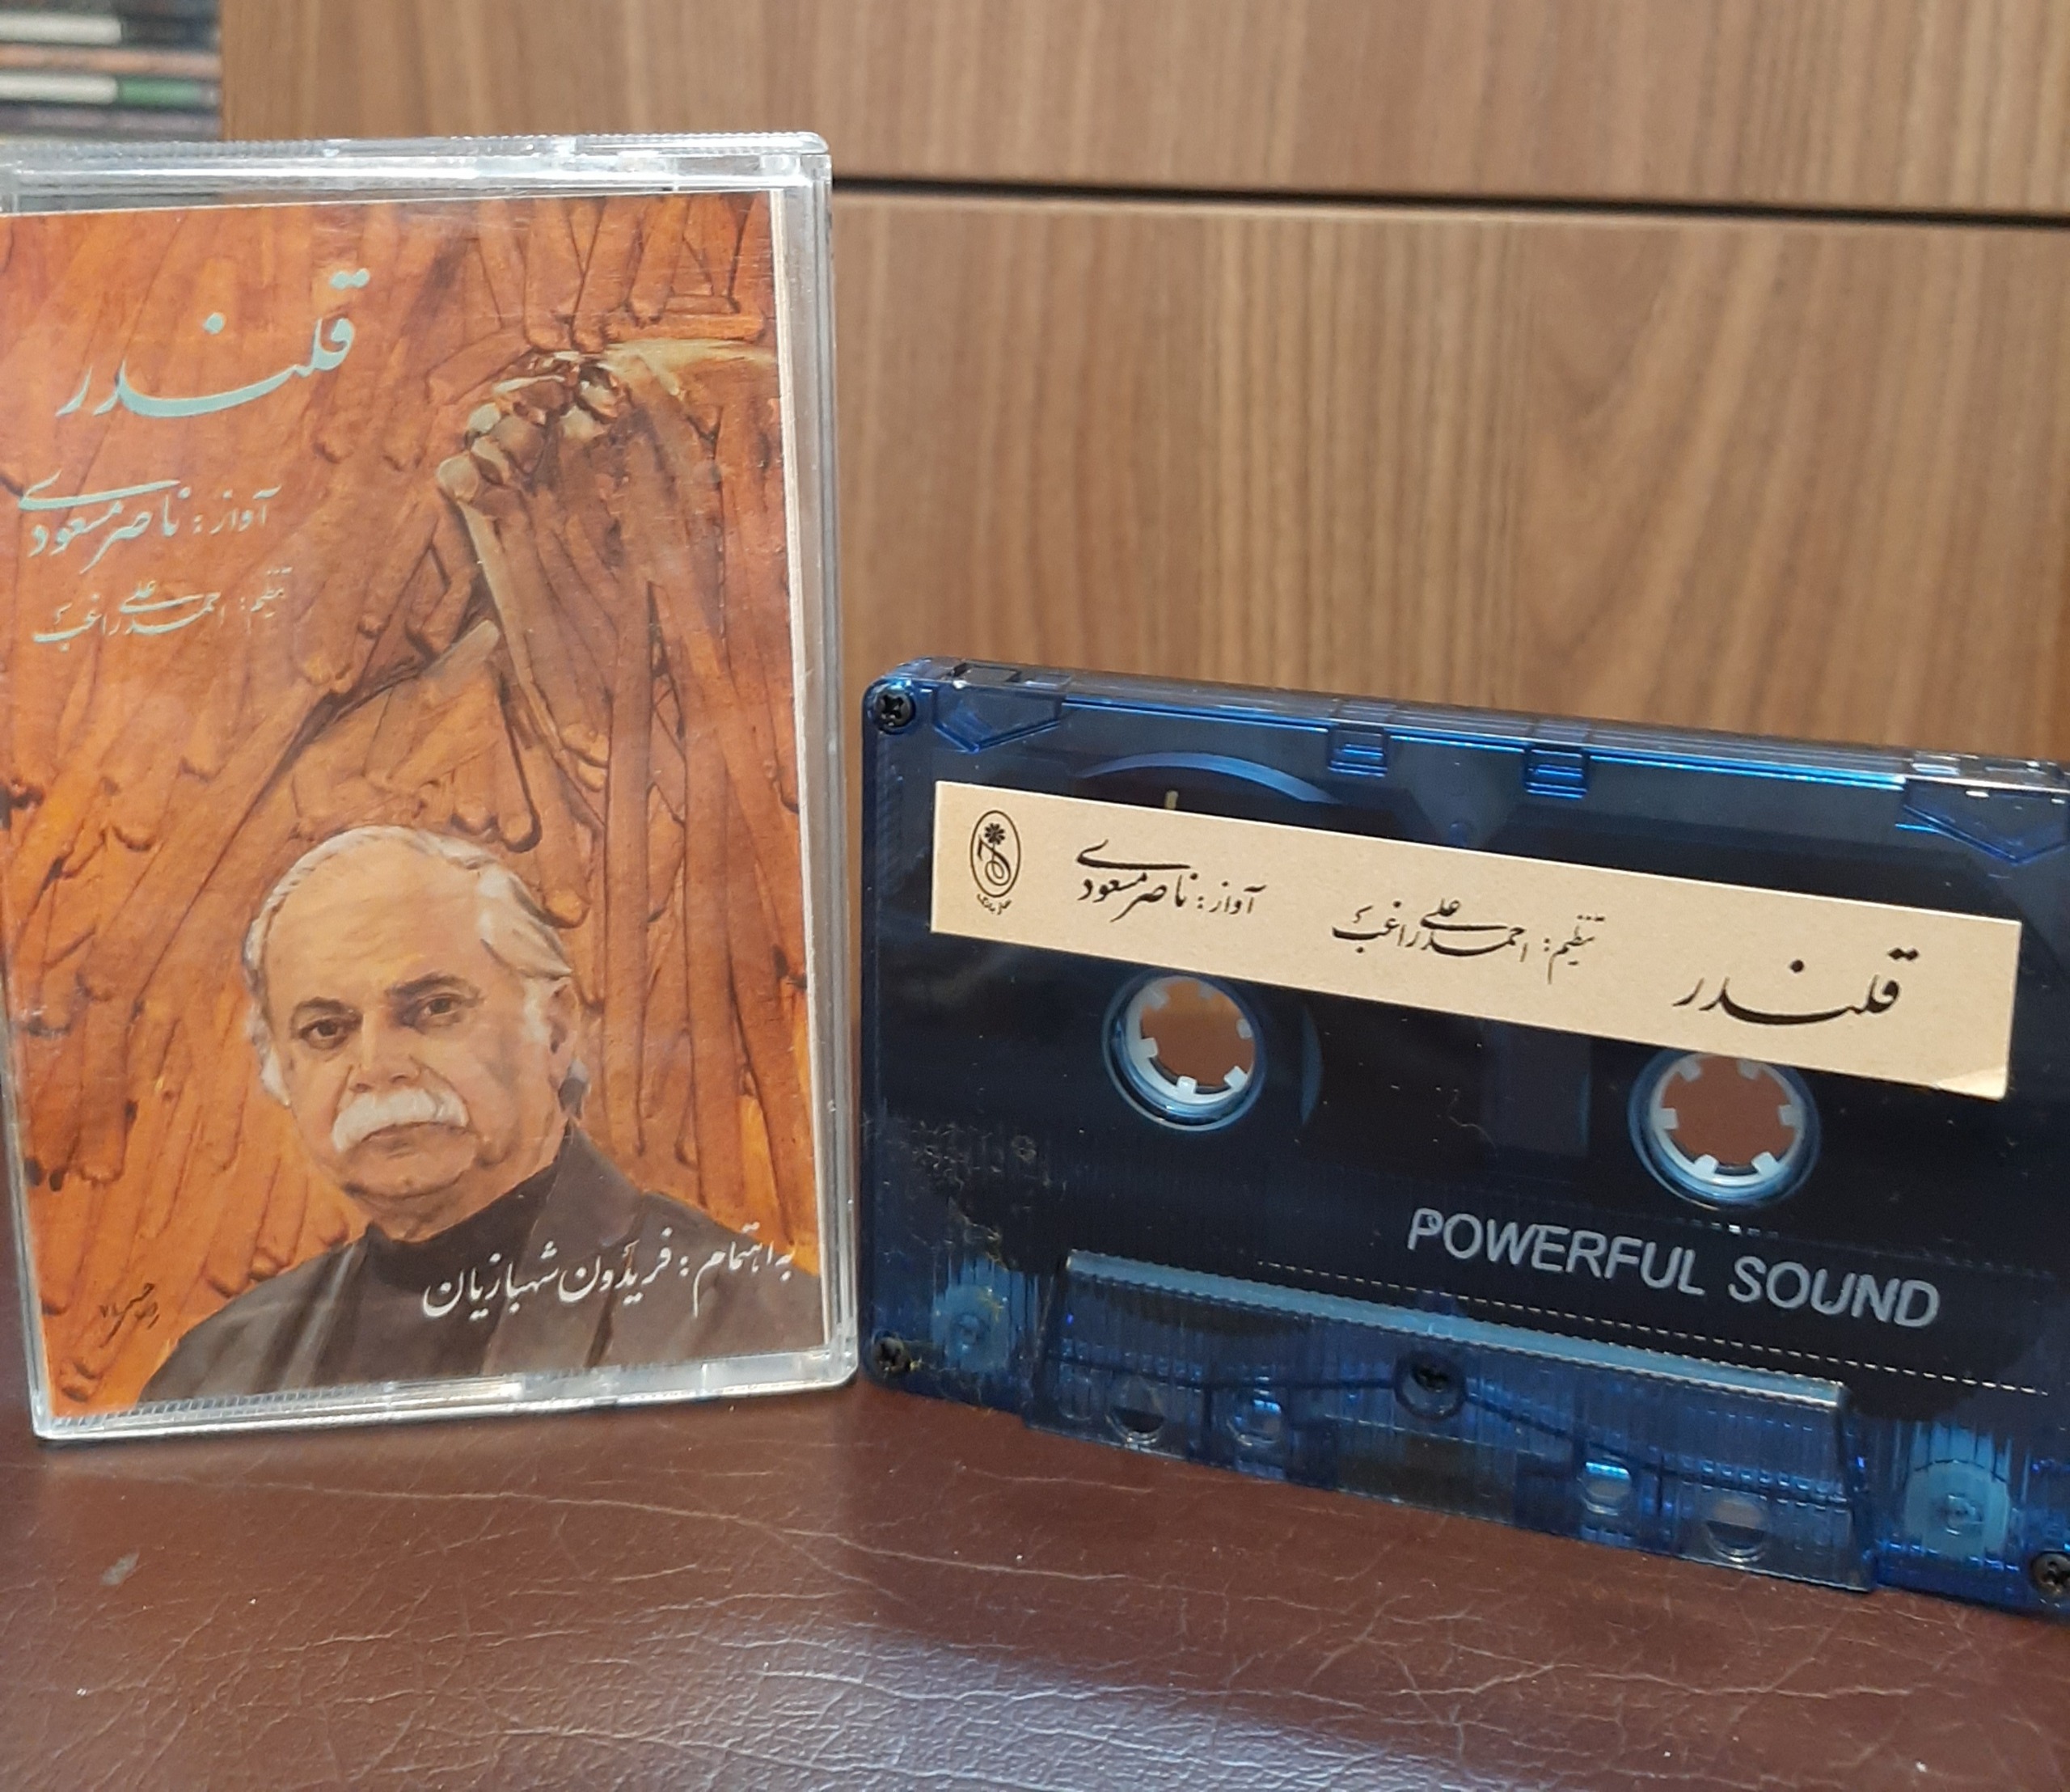 قلندر
آواز: ناصر مسعودی
تنظیم: احمد علی راغب
به اهتمام: فریدون شهبازیان
قلندر
تنظیم: احمد علی راغب
آواز: ناصر مسعودی
POWERFUL SOUND